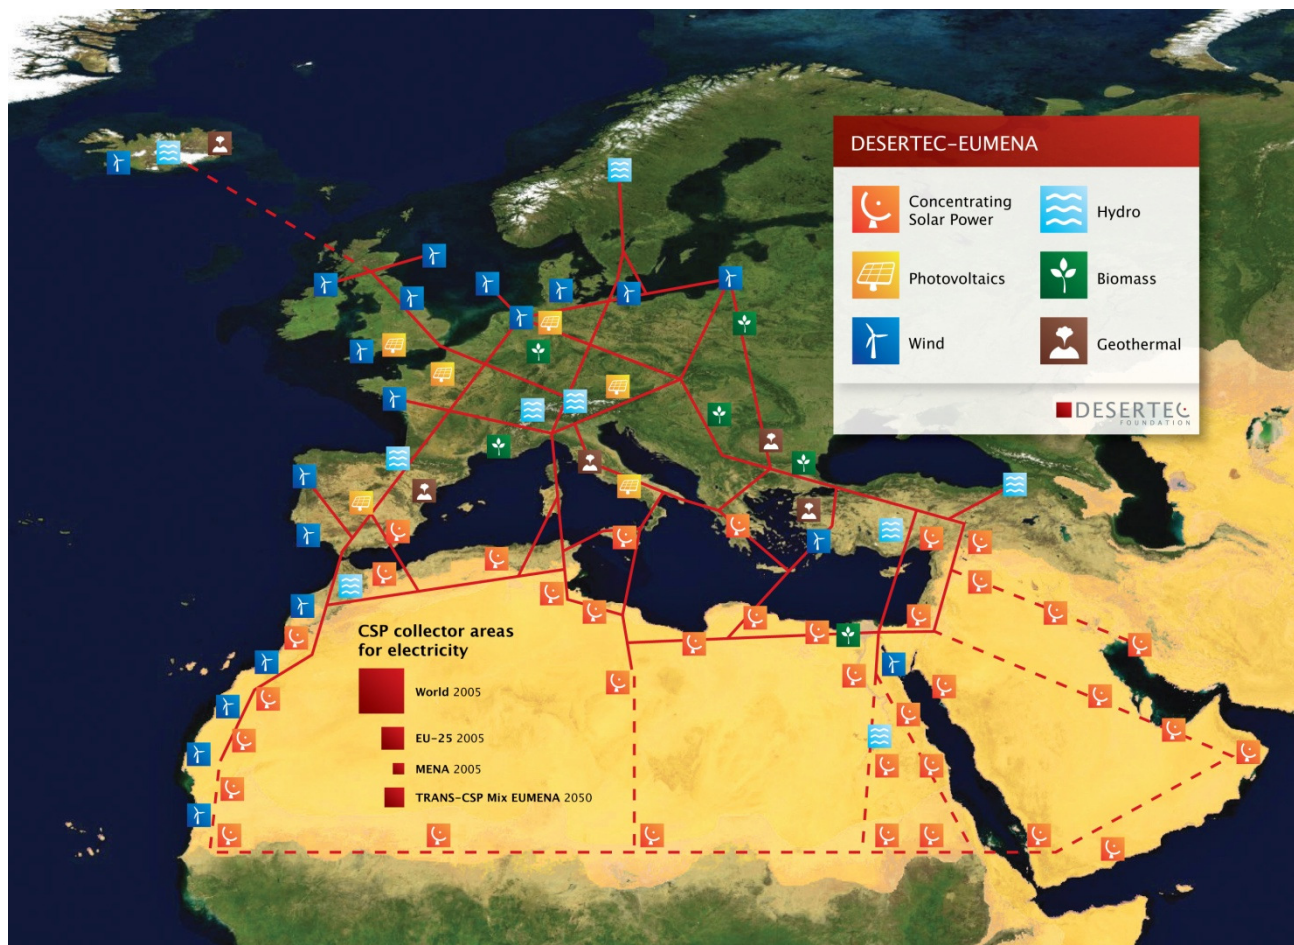 DESERTEC-EUMENA
Concentrating
Solar Power
Hydro
Photovoltaics
Biomass
Wind
Geothermal
DESERTEC
FOUNDATION
CSP collector areas
for electricity
World 2005
EU-25 2005
MENA 2005
TRANS-CSP Mix EUMENA 2050